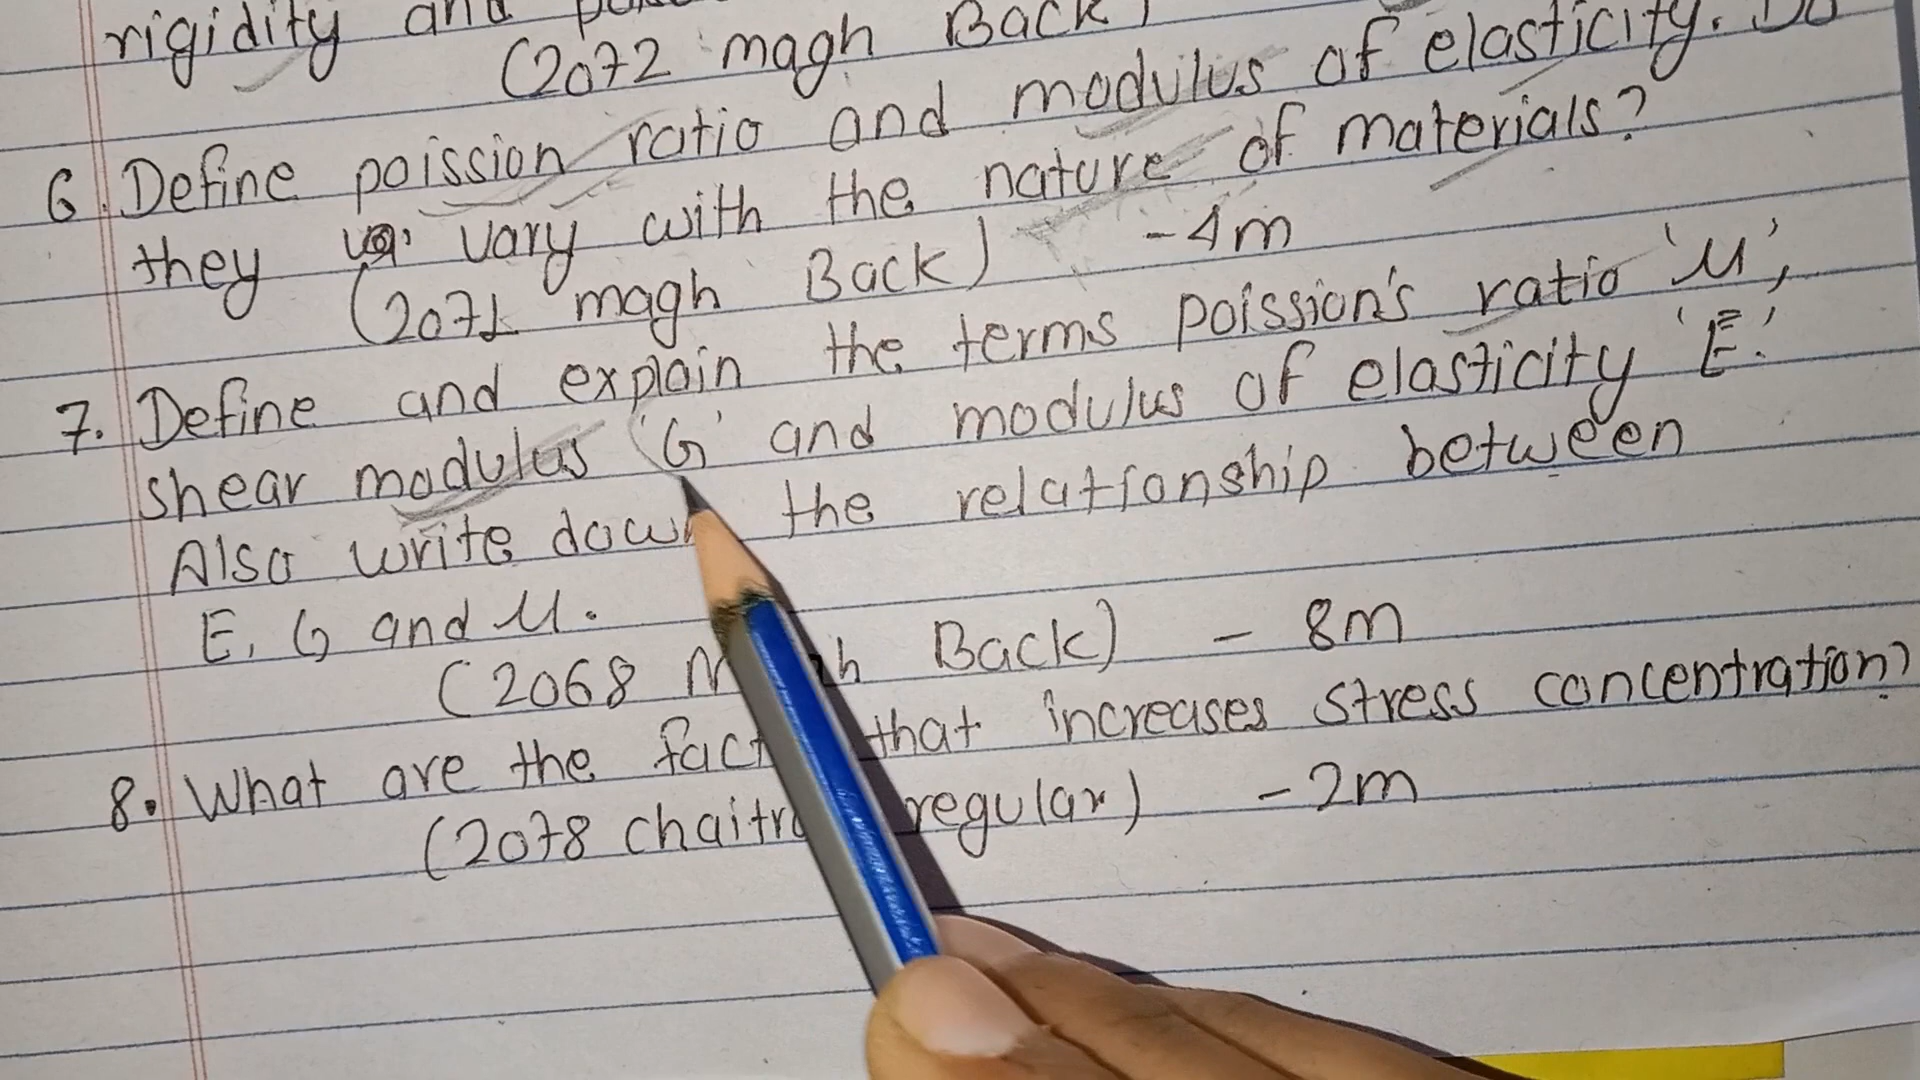 rigidity and
(2072 magh Back)
6. Define poission ratio and modulus of elasticity. Do
they vary with the nature of materials?
(2071 magh Back) - 4m
7. Define and explain the terms poission's ratio 'μ',
shear modulus 'G' and modulus of elasticity 'E'.
Also write down the relationship between
E, G and μ.
(2068 Back) - 8m
8. What are the that increases stress concentration?
(2078 chaitra regular) - 2m